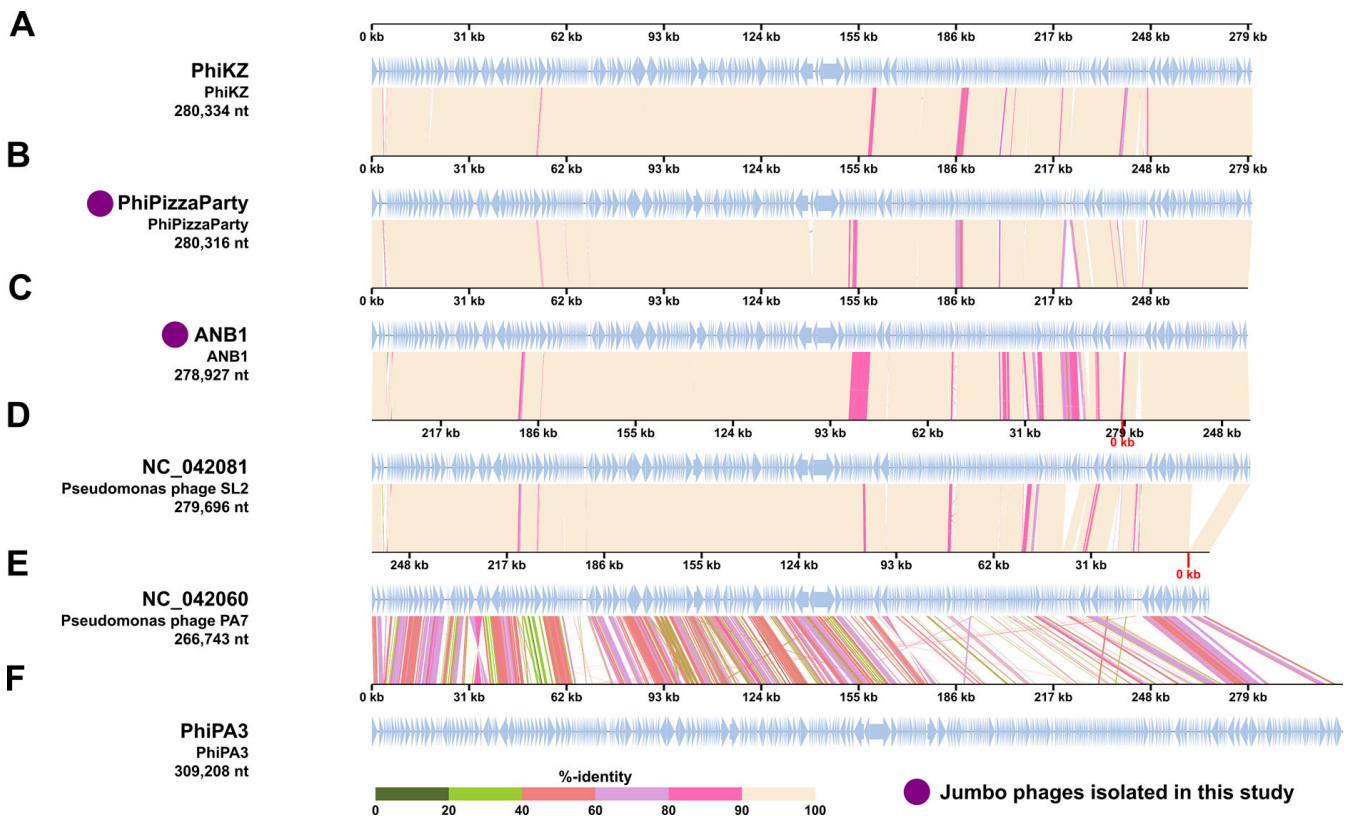 A
0 kb 31 kb 62 kb 93 kb 124 kb 155 kb 186 kb 217 kb 248 kb 279 kb
PhiKZ
PhiKZ
280,334 nt
B
0 kb 31 kb 62 kb 93 kb 124 kb 155 kb 186 kb 217 kb 248 kb 279 kb
PhiPizzaParty
PhiPizzaParty
280,316 nt
C
0 kb 31 kb 62 kb 93 kb 124 kb 155 kb 186 kb 217 kb 248 kb
ANB1
ANB1
278,927 nt
D
217 kb 186 kb 155 kb 124 kb 93 kb 62 kb 31 kb 279 kb 248 kb
0 kb
NC_042081
Pseudomonas phage SL2
279,696 nt
E
248 kb 217 kb 186 kb 155 kb 124 kb 93 kb 62 kb 31 kb
0 kb
NC_042060
Pseudomonas phage PA7
266,743 nt
F
0 kb 31 kb 62 kb 93 kb 124 kb 155 kb 186 kb 217 kb 248 kb 279 kb
PhiPA3
PhiPA3
309,208 nt
%-identity
0 20 40 60 80 90 100
Jumbo phages isolated in this study